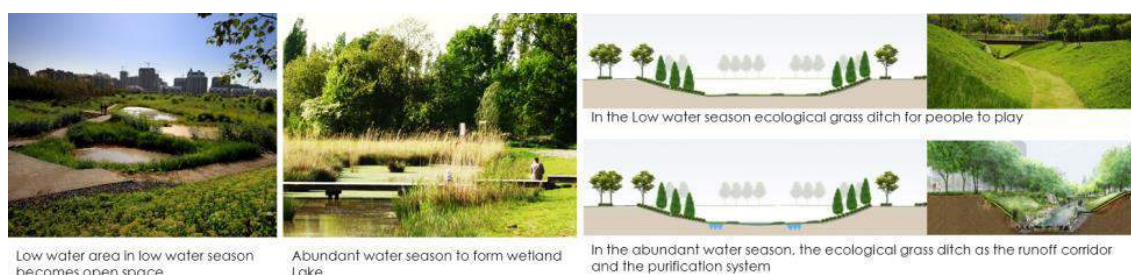 Low water area in low water season
becomes open space
Abundant water season to form wetland
Lake
In the Low water season ecological grass ditch for people to play
In the abundant water season, the ecological grass ditch as the runoff corridor
and the purification system